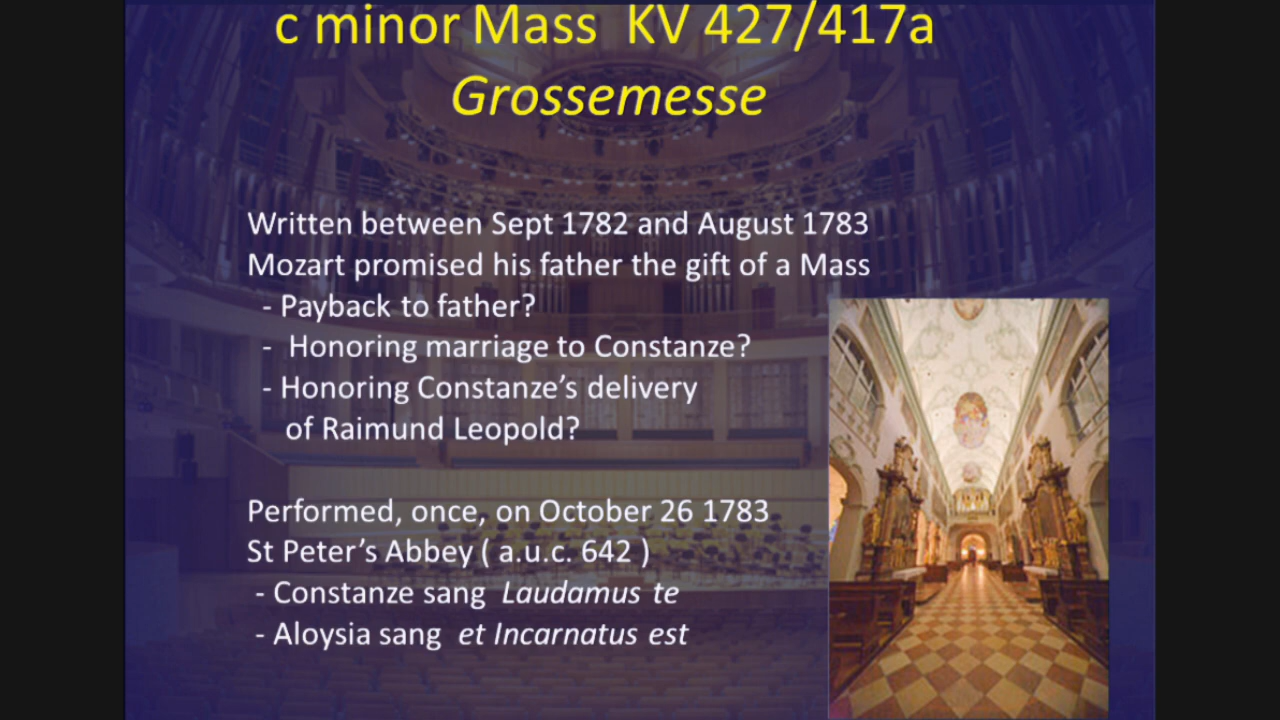 c minor Mass KV 427/417a
Grossemesse
Written between Sept 1782 and August 1783
Mozart promised his father the gift of a Mass
- Payback to father?
- Honoring marriage to Constanze?
- Honoring Constanze’s delivery
of Raimund Leopold?
Performed, once, on October 26 1783
St Peter’s Abbey ( a.u.c. 642 )
- Constanze sang Laudamus te
- Aloysia sang et Incarnatus est